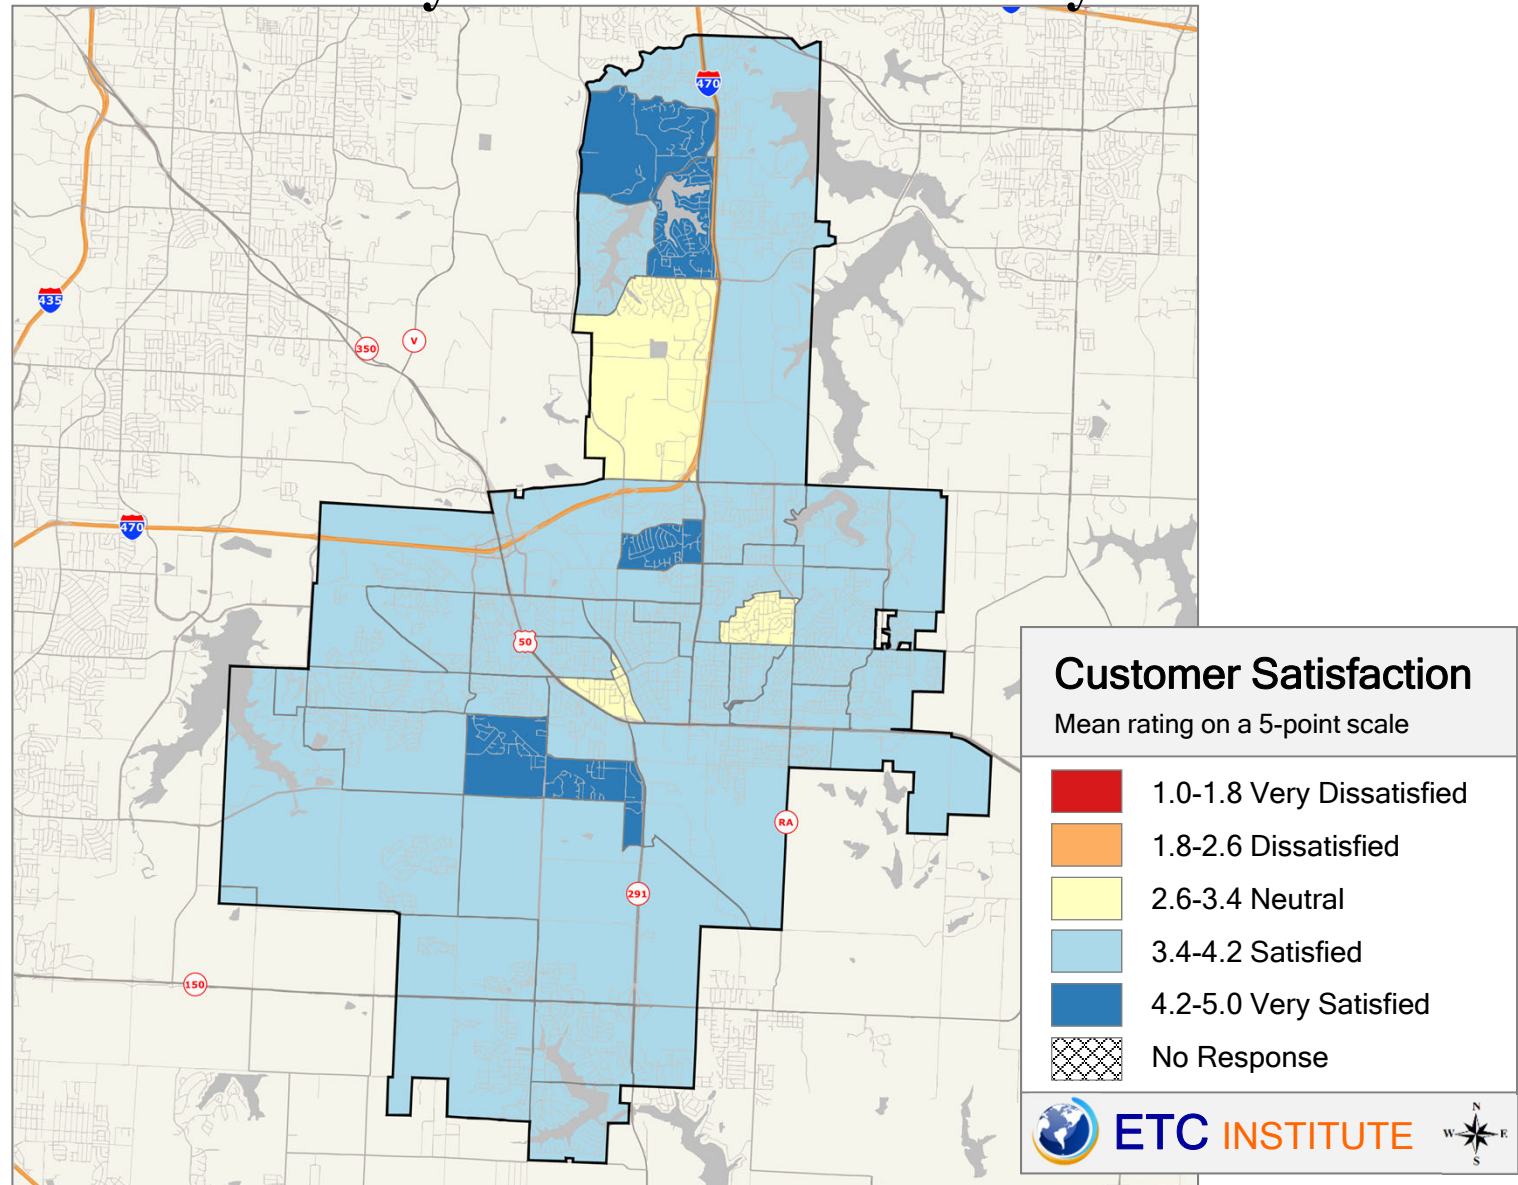 470
435
350
V
470
50
RA
291
150
Customer Satisfaction
Mean rating on a 5-point scale
1.0-1.8 Very Dissatisfied
1.8-2.6 Dissatisfied
2.6-3.4 Neutral
3.4-4.2 Satisfied
4.2-5.0 Very Satisfied
No Response
ETC INSTITUTE
N
W E
S